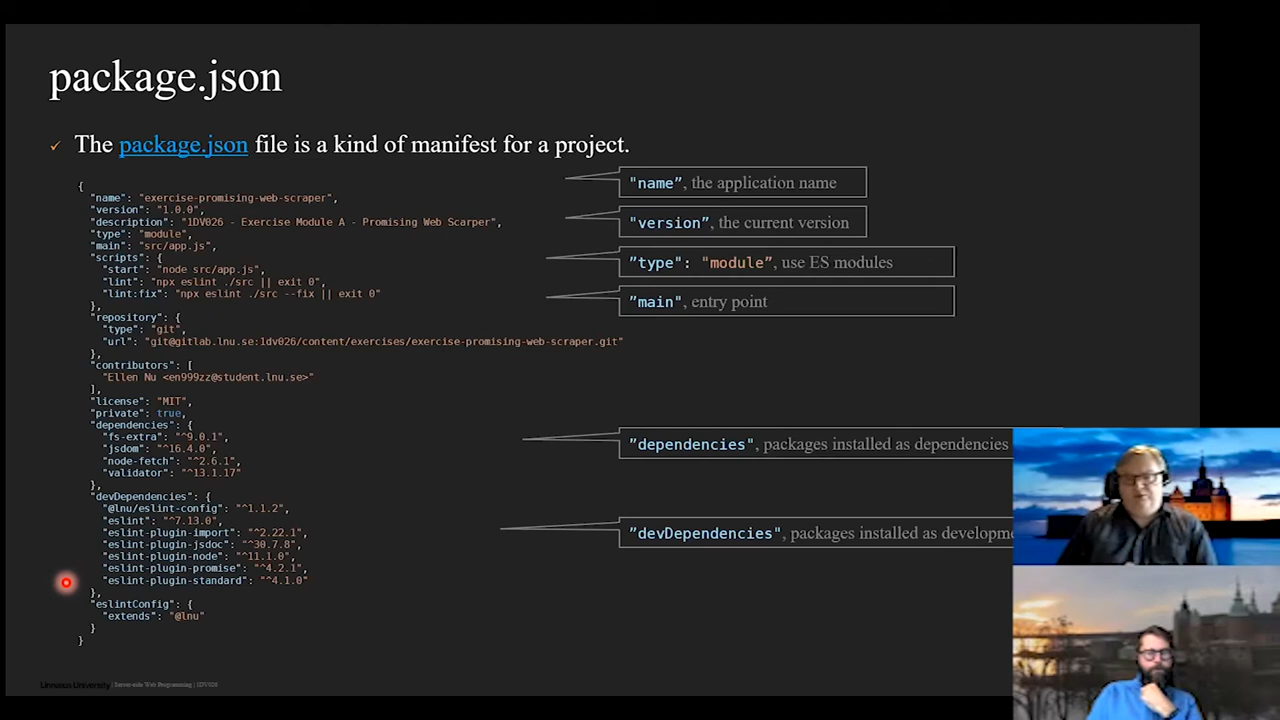 package.json
✓ The package.json file is a kind of manifest for a project.
{
"name": "exercise-promising-web-scraper",
"version": "1.0.0",
"description": "1DV026 - Exercise Module A - Promising Web Scarper",
"type": "module",
"main": "src/app.js",
"scripts": {
"start": "node src/app.js",
"lint": "npx eslint ./src || exit 0",
"lint:fix": "npx eslint ./src --fix || exit 0"
},
"repository": {
"type": "git",
"url": "git@gitlab.lnu.se:1dv026/content/exercises/exercise-promising-web-scraper.git"
},
"contributors": [
"Ellen Nu <en999zz@student.lnu.se>"
],
"license": "MIT",
"private": true,
"dependencies": {
"fs-extra": "^9.0.1",
"jsdom": "^16.4.0",
"node-fetch": "^2.6.1",
"validator": "^13.1.17"
},
"devDependencies": {
"@lnu/eslint-config": "^1.1.2",
"eslint": "^7.13.0",
"eslint-plugin-import": "^2.22.1",
"eslint-plugin-jsdoc": "^30.7.8",
"eslint-plugin-node": "^11.1.0",
"eslint-plugin-promise": "^4.2.1",
"eslint-plugin-standard": "^4.1.0"
},
"eslintConfig": {
"extends": "@lnu"
}
}
"name”, the application name
"version”, the current version
”type": "module”, use ES modules
”main", entry point
”dependencies", packages installed as dependencies
”devDependencies", packages installed as developm
Linnaeus University | Server-side Web Programming | 1DV026